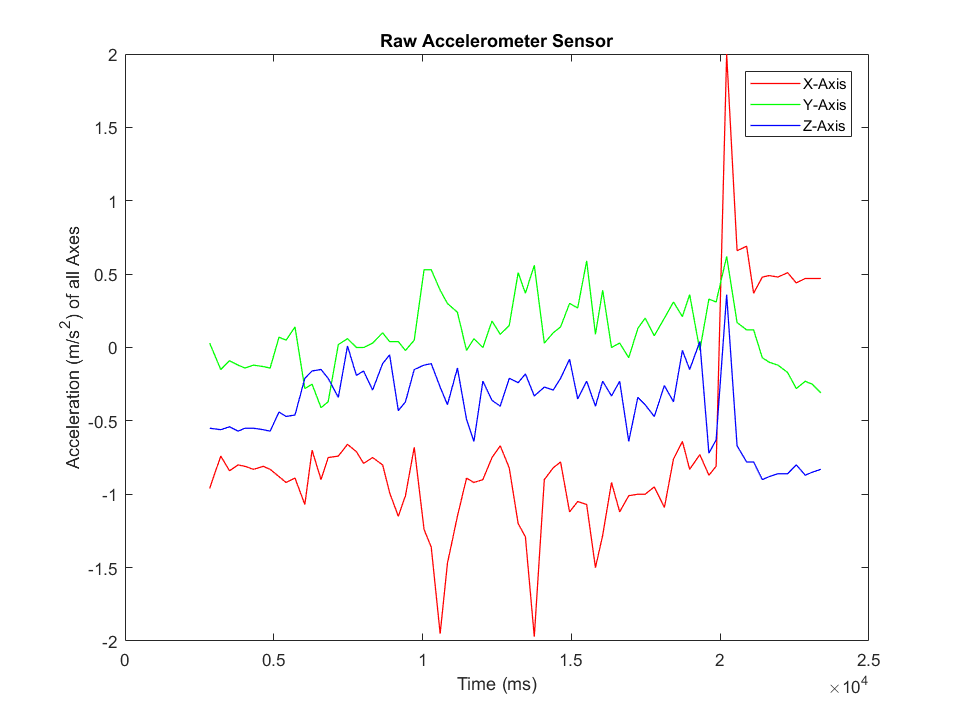 Raw Accelerometer Sensor
X-Axis
Y-Axis
Z-Axis
Acceleration (m/s²) of all Axes
2
1.5
1
0.5
0
-0.5
-1
-1.5
-2
0 0.5 1 1.5 2 2.5
Time (ms)
×10⁴